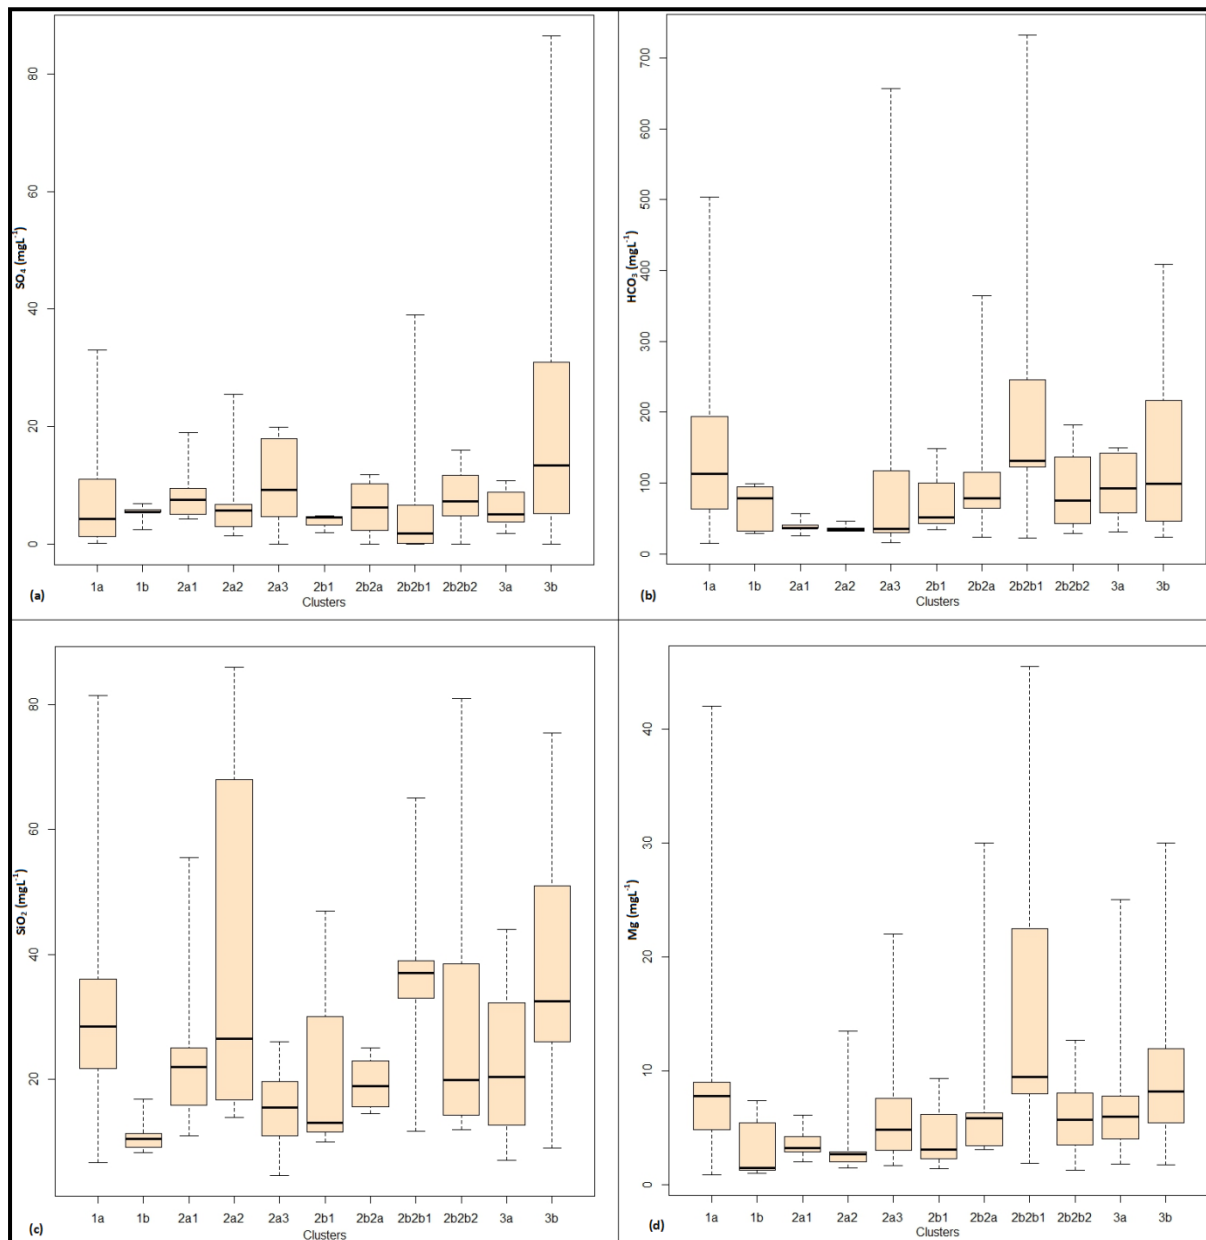 SO₄ (mgL⁻¹)
0 20 40 60 80
1a 1b 2a1 2a2 2a3 2b1 2b2a 2b2b1 2b2b2 3a 3b
Clusters
(a)
HCO₃ (mgL⁻¹)
0 100 200 300 400 500 600 700
1a 1b 2a1 2a2 2a3 2b1 2b2a 2b2b1 2b2b2 3a 3b
Clusters
(b)
SiO₂ (mgL⁻¹)
20 40 60 80
1a 1b 2a1 2a2 2a3 2b1 2b2a 2b2b1 2b2b2 3a 3b
Clusters
(c)
Mg (mgL⁻¹)
0 10 20 30 40
1a 1b 2a1 2a2 2a3 2b1 2b2a 2b2b1 2b2b2 3a 3b
Clusters
(d)